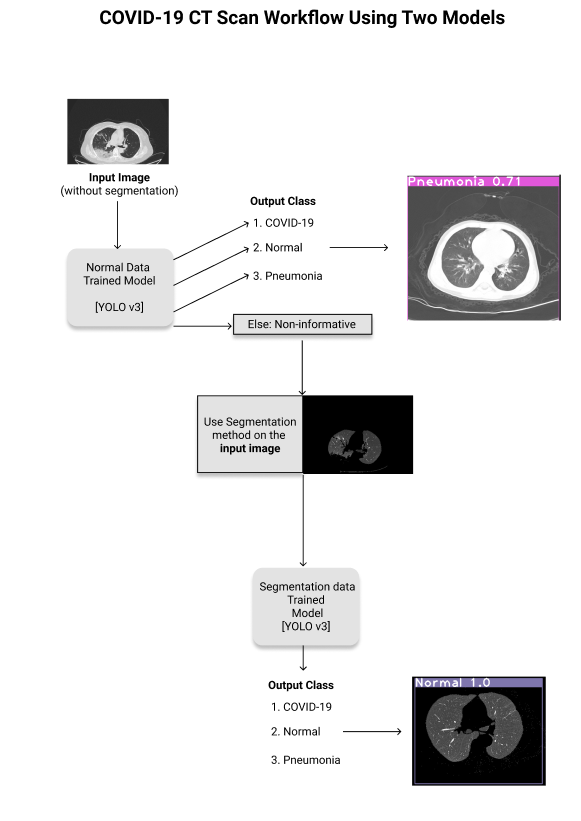 COVID-19 CT Scan Workflow Using Two Models
Input Image
(without segmentation)
Output Class
1. COVID-19
2. Normal
3. Pneumonia
Pneumonia 0.71
Normal Data
Trained Model
[YOLO v3]
Else: Non-informative
Use Segmentation
method on the
input image
Segmentation data
Trained
Model
[YOLO v3]
Output Class
1. COVID-19
2. Normal
3. Pneumonia
Normal 1.0